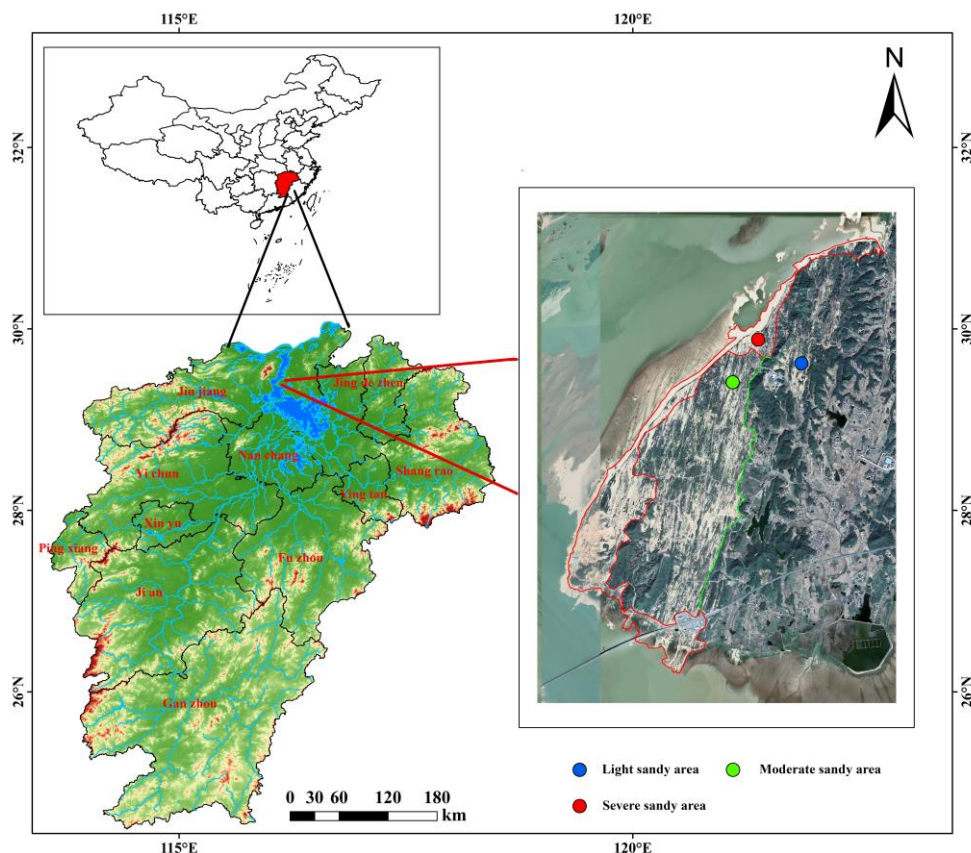 115°E
120°E
N
32°N
32°N
30°N
30°N
Jing de zhen
Jiu jiang
Nan chang
Yi chun
Shang rao
Ying tan
28°N
28°N
Xin yu
Ping xiang
Fu zhou
Ji an
26°N
26°N
Gan zhou
Light sandy area
Moderate sandy area
Severe sandy area
0 30 60 120 180
km
115°E
120°E